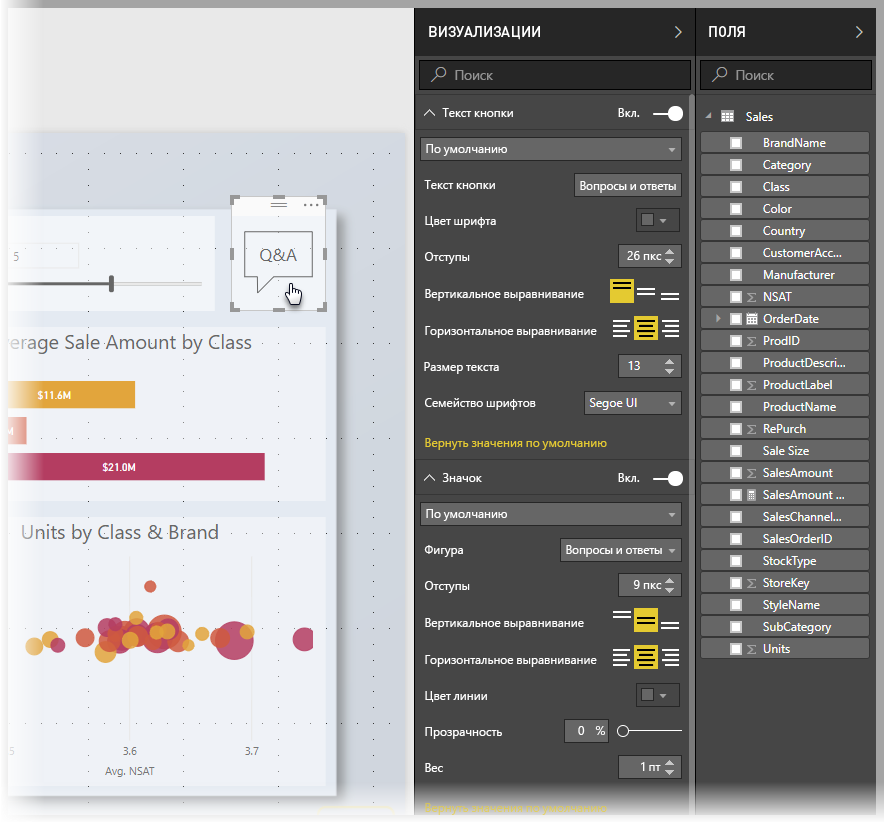 5
Q&A
erage Sale Amount by Class
$11.6M
M
$21.0M
Units by Class & Brand
5
3.6
3.7
Avg. NSAT
ВИЗУАЛИЗАЦИИ
Поиск
Текст кнопки Вкл.
По умолчанию
Текст кнопки Вопросы и ответы
Цвет шрифта
Отступы 26 пкс
Вертикальное выравнивание
Горизонтальное выравнивание
Размер текста 13
Семейство шрифтов Segoe UI
Вернуть значения по умолчанию
Значок Вкл.
По умолчанию
Фигура Вопросы и ответы
Отступы 9 пкс
Вертикальное выравнивание
Горизонтальное выравнивание
Цвет линии
Прозрачность 0 %
Вес 1 пт
Вернуть значения по умолчанию
ПОЛЯ
Поиск
Sales
BrandName
Category
Class
Color
Country
CustomerAcc...
Manufacturer
Σ NSAT
OrderDate
Σ ProdID
ProductDescri...
Σ ProductLabel
ProductName
Σ RePurch
Sale Size
Σ SalesAmount
SalesAmount ...
SalesChannel...
SalesOrderID
StockType
Σ StoreKey
StyleName
SubCategory
Σ Units